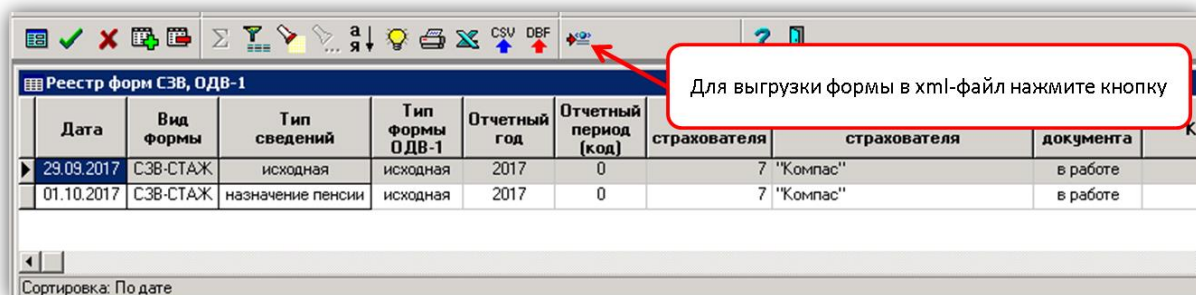 Σ а я CSV DBF ?
Для выгрузки формы в xml-файл нажмите кнопку
Реестр форм СЗВ, ОДВ-1
Дата Вид формы Тип сведений Тип формы ОДВ-1 Отчетный год Отчетный период (код) страхователя страхователя документа К
29.09.2017 СЗВ-СТАЖ исходная исходная 2017 0 7 "Компас" в работе
01.10.2017 СЗВ-СТАЖ назначение пенсии исходная 2017 0 7 "Компас" в работе
Сортировка: По дате